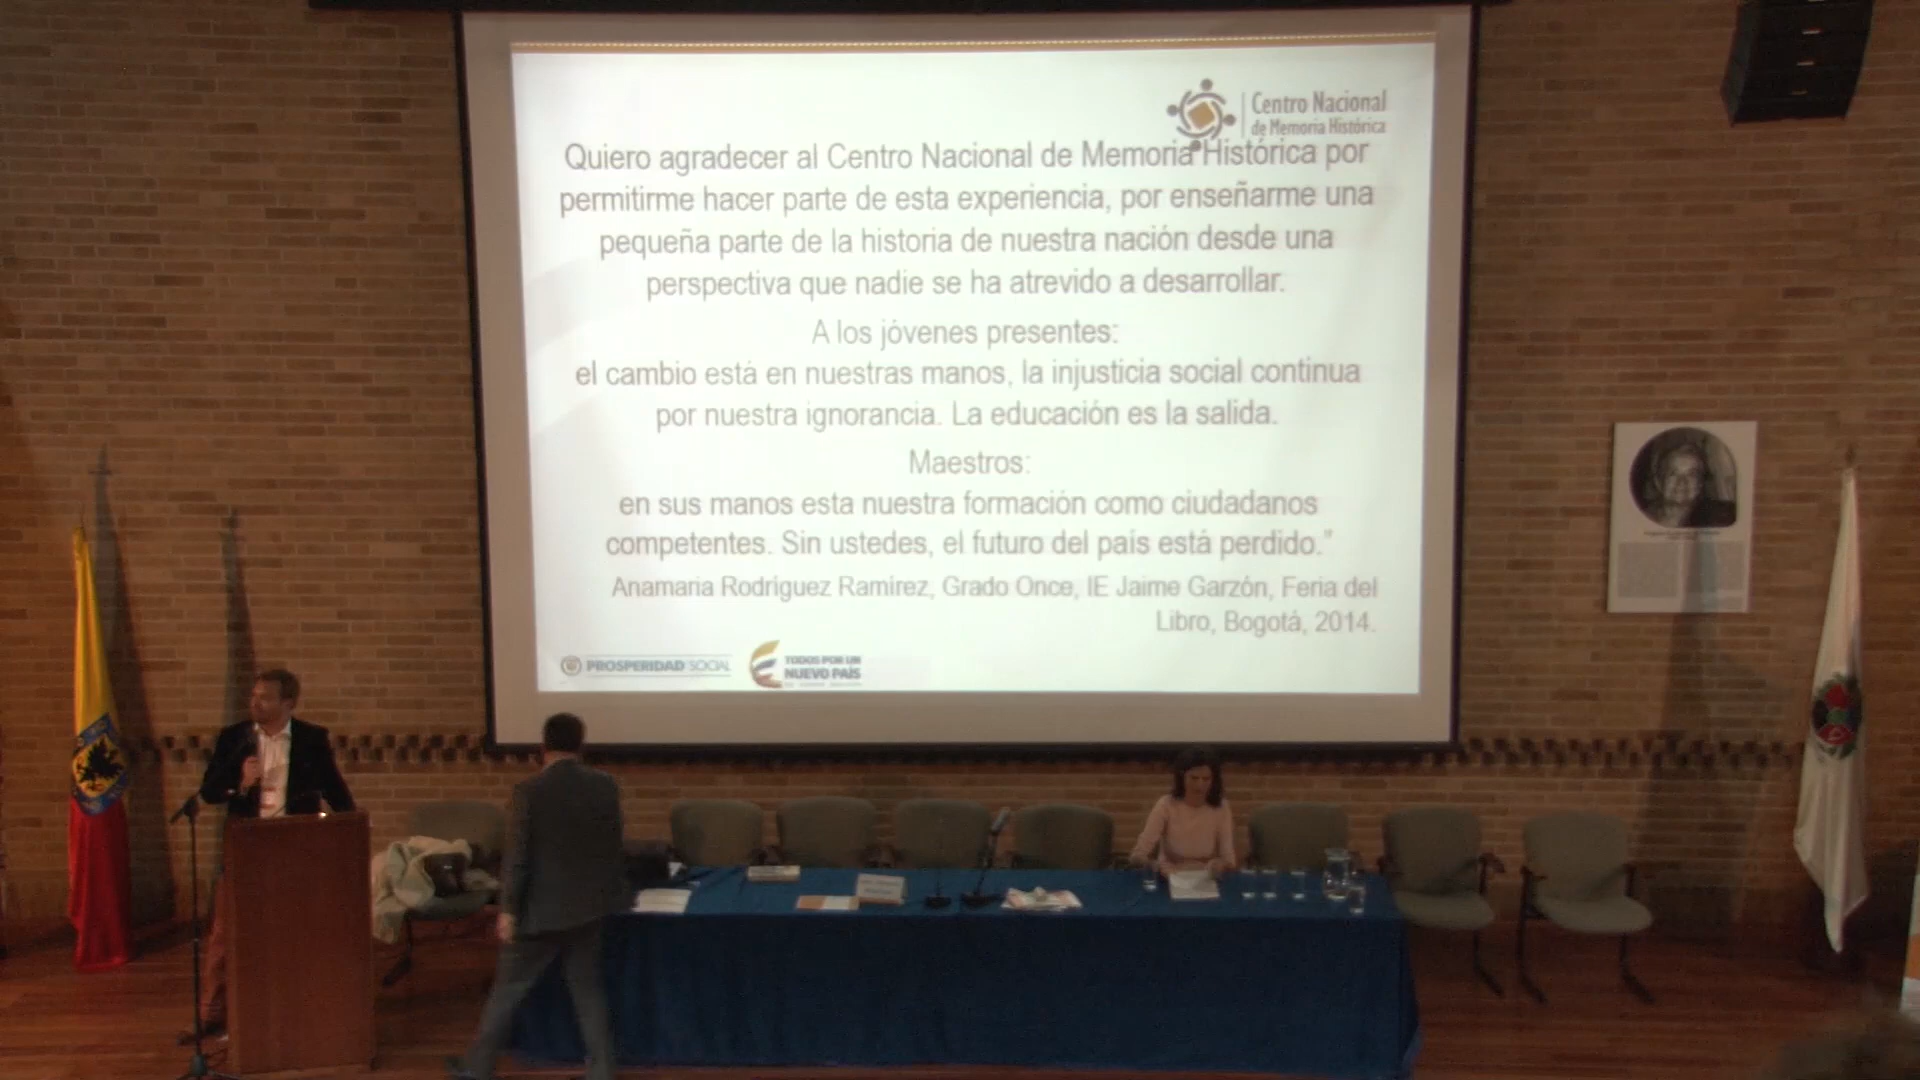 Centro Nacional
de Memoria Histórica
Quiero agradecer al Centro Nacional de Memoria Histórica por
permitirme hacer parte de esta experiencia, por enseñarme una
pequeña parte de la historia de nuestra nación desde una
perspectiva que nadie se ha atrevido a desarrollar.
A los jóvenes presentes:
el cambio está en nuestras manos, la injusticia social continua
por nuestra ignorancia. La educación es la salida.
Maestros:
en sus manos esta nuestra formación como ciudadanos
competentes. Sin ustedes, el futuro del país está perdido."
Anamaria Rodríguez Ramírez, Grado Once, IE Jaime Garzón, Feria del
Libro, Bogotá, 2014.
PROSPERIDAD SOCIAL
TODOS POR UN
NUEVO PAÍS